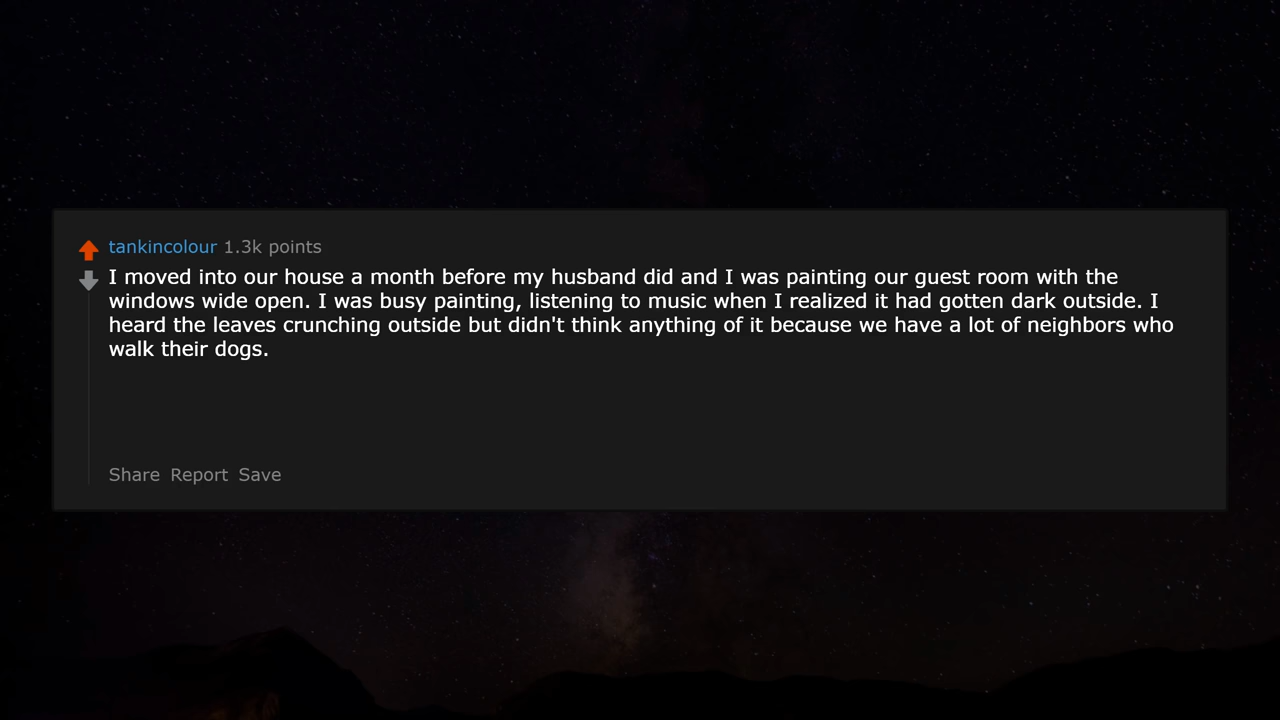 tankincolour 1.3k points
I moved into our house a month before my husband did and I was painting our guest room with the
windows wide open. I was busy painting, listening to music when I realized it had gotten dark outside. I
heard the leaves crunching outside but didn't think anything of it because we have a lot of neighbors who
walk their dogs.
Share Report Save